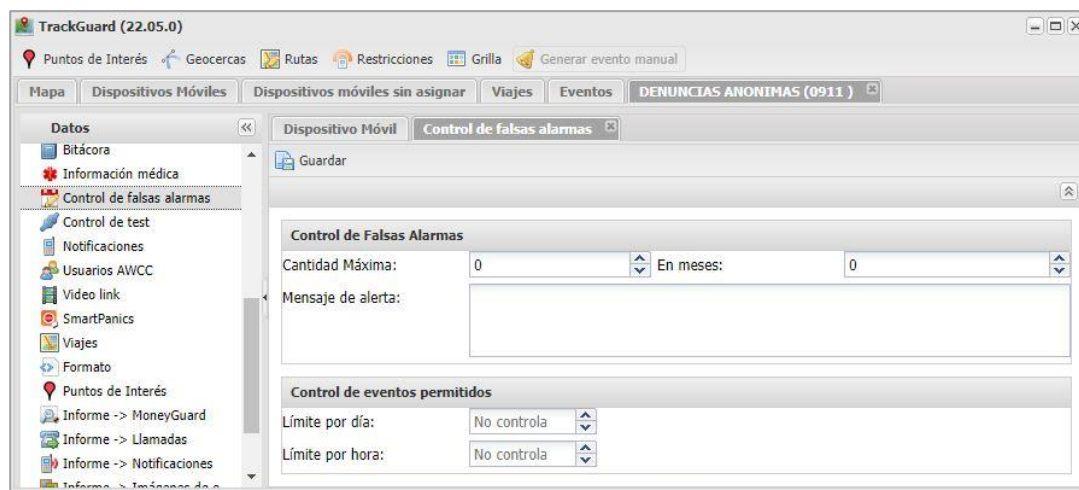 TrackGuard (22.05.0)
Puntos de Interés Geocercas Rutas Restricciones Grilla Generar evento manual
Mapa Dispositivos Móviles Dispositivos móviles sin asignar Viajes Eventos DENUNCIAS ANONIMAS (0911 )
Datos
Bitácora
Información médica
Control de falsas alarmas
Control de test
Notificaciones
Usuarios AWCC
Video link
SmartPanics
Viajes
Formato
Puntos de Interés
Informe -> MoneyGuard
Informe -> Llamadas
Informe -> Notificaciones
Dispositivo Móvil Control de falsas alarmas
Guardar
Control de Falsas Alarmas
Cantidad Máxima: 0 En meses: 0
Mensaje de alerta:
Control de eventos permitidos
Límite por día: No controla
Límite por hora: No controla